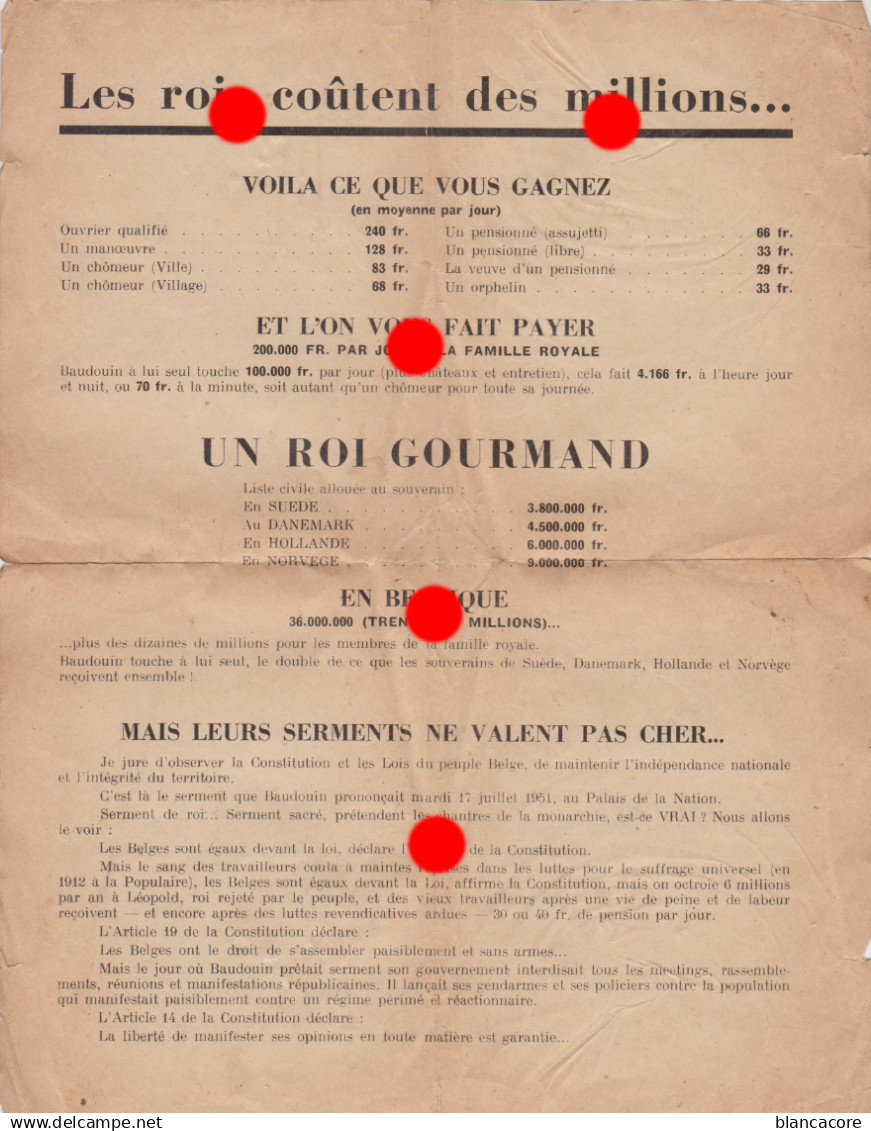 Les coûtent des
VOILA CE QUE VOUS GAGNEZ
(en moyenne par jour)
Ouvrier qualifié . . . . . . . . . . 240 fr.
Un manœuvre . . . . . . . . . . . 128 fr.
Un chômeur (Ville) . . . . . . . . . 83 fr.
Un chômeur (Village) . . . . . . . . 68 fr.
Un pensionné (assujetti) . . . . . . . 66 fr.
Un pensionné (libre) . . . . . . . . 33 fr.
La veuve d'un pensionné . . . . . . . 29 fr.
Un orphelin . . . . . . . . . . . . 33 fr.
ET L'ON FAIT PAYER
200.000 FR. PAR LA FAMILLE ROYALE
Baudouin à lui seul touche 100.000 fr. par jour châteaux et entretien), cela fait 4.166 fr. à l'heure jour
et nuit, ou 70 fr. à la minute, soit autant qu'un chômeur pour toute sa journée.
UN ROI GOURMAND
Liste civile allouée au souverain :
En SUEDE . . . . . . . . . . 3.800.000 fr.
Au DANEMARK . . . . . . . . 4.500.000 fr.
En HOLLANDE . . . . . . . . 6.000.000 fr.
En NORVEGE . . . . . . . . . 9.000.000 fr.
EN
36.000.000 MILLIONS)...
...plus des dizaines de millions pour les membres de la famille royale.
Baudouin touche à lui seul, le double de ce que les souverains de Suède, Danemark, Hollande et Norvège
reçoivent ensemble !
MAIS LEURS SERMENTS NE VALENT PAS CHER...
Je jure d'observer la Constitution et les Lois du peuple Belge, de maintenir l'indépendance nationale
et l'intégrité du territoire.
C'est là le serment que Baudouin prononçait mardi 17 juillet 1951, au Palais de la Nation.
Serment de roi... Serment sacré, prétendent les chantres de la monarchie, est-ce VRAI ? Nous allons
le voir :
Les Belges sont égaux devant la loi, déclare de la Constitution.
Mais le sang des travailleurs coula à maintes dans les luttes pour le suffrage universel (en
1912 à la Populaire), les Belges sont égaux devant la Loi, affirme la Constitution, mais on octroie 6 millions
par an à Léopold, roi rejeté par le peuple, et des vieux travailleurs après une vie de peine et de labeur
reçoivent — et encore après des luttes revendicatives ardues — 30 ou 40 fr. de pension par jour.
L'Article 19 de la Constitution déclare :
Les Belges ont le droit de s'assembler paisiblement et sans armes...
Mais le jour où Baudouin prêtait serment son gouvernement interdisait tous les meetings, rassemble-
ments, réunions et manifestations républicaines. Il lançait ses gendarmes et ses policiers contre la population
qui manifestait paisiblement contre un régime périmé et réactionnaire.
L'Article 14 de la Constitution déclare :
La liberté de manifester ses opinions en toute matière est garantie...
blancacore